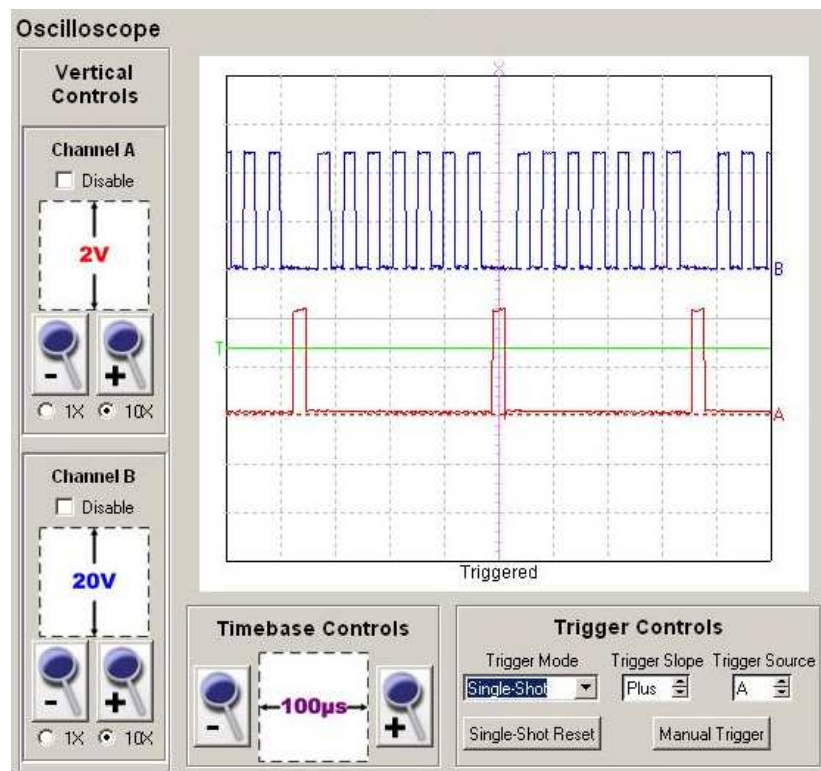 Oscilloscope
Vertical
Controls
Channel A
Disable
2V
- +
1X 10X
Channel B
Disable
20V
- +
1X 10X
B
T
A
Triggered
Timebase Controls
- 100µs +
Trigger Controls
Trigger Mode Trigger Slope Trigger Source
Single-Shot Plus A
Single-Shot Reset Manual Trigger